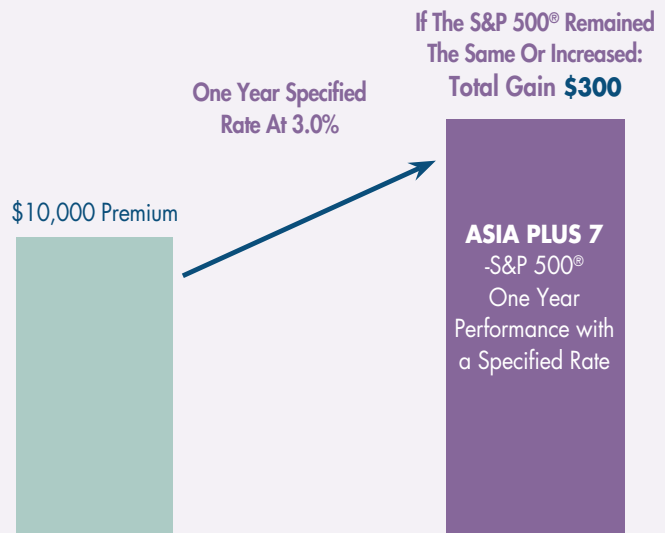 If The S&P 500® Remained
The Same Or Increased:
Total Gain $300
One Year Specified
Rate At 3.0%
$10,000 Premium
ASIA PLUS 7
-S&P 500®
One Year
Performance with
a Specified Rate